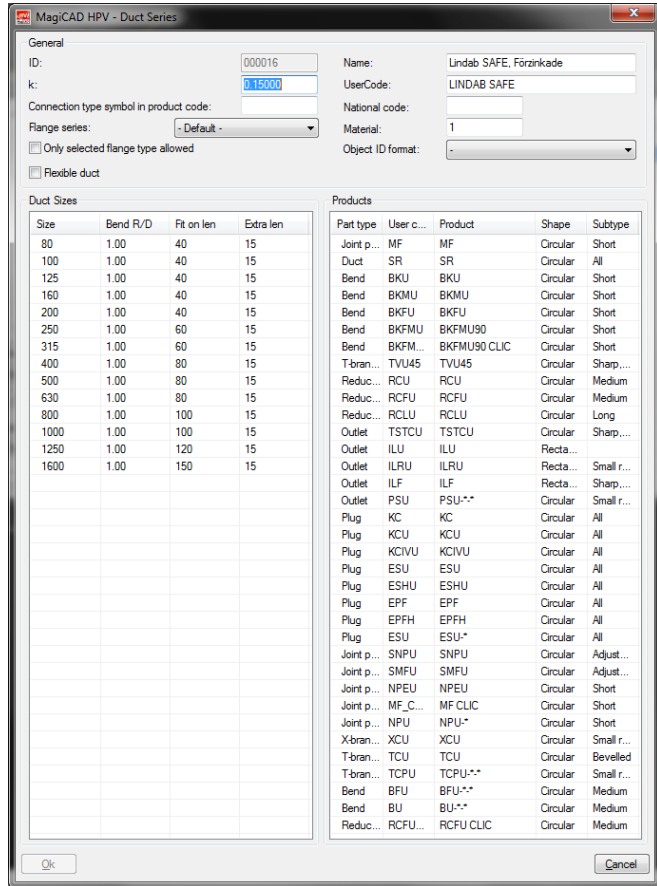 MagiCAD HPV - Duct Series
General
ID: 000016 Name: Lindab SAFE, Förzinkade
k: 0.15000 UserCode: LINDAB SAFE
Connection type symbol in product code: National code:
Flange series: - Default - Material: 1
Only selected flange type allowed Object ID format: -
Flexible duct
Duct Sizes
Size Bend R/D Fit on len Extra len
80 1.00 40 15
100 1.00 40 15
125 1.00 40 15
160 1.00 40 15
200 1.00 40 15
250 1.00 60 15
315 1.00 60 15
400 1.00 80 15
500 1.00 80 15
630 1.00 80 15
800 1.00 100 15
1000 1.00 100 15
1250 1.00 120 15
1600 1.00 150 15
Products
Part type User c... Product Shape Subtype
Joint p... MF MF Circular Short
Duct SR SR Circular All
Bend BKU BKU Circular Short
Bend BKMU BKMU Circular Short
Bend BKFU BKFU Circular Short
Bend BKFMU BKFMU90 Circular Short
Bend BKFM... BKFMU90 CLIC Circular Short
T-bran... TVU45 TVU45 Circular Sharp,...
Reduc... RCU RCU Circular Medium
Reduc... RCFU RCFU Circular Medium
Reduc... RCLU RCLU Circular Long
Outlet TSTCU TSTCU Circular Sharp,...
Outlet ILU ILU Recta...
Outlet ILRU ILRU Recta... Small r...
Outlet ILF ILF Recta... Sharp,...
Outlet PSU PSU-*-* Circular Small r...
Plug KC KC Circular All
Plug KCU KCU Circular All
Plug KCIVU KCIVU Circular All
Plug ESU ESU Circular All
Plug ESHU ESHU Circular All
Plug EPF EPF Circular All
Plug EPFH EPFH Circular All
Plug ESU ESU-* Circular All
Joint p... SNPU SNPU Circular Adjust...
Joint p... SMFU SMFU Circular Adjust...
Joint p... NPEU NPEU Circular Short
Joint p... MF_C... MF CLIC Circular Short
Joint p... NPU NPU-* Circular Short
X-bran... XCU XCU Circular Small r...
T-bran... TCU TCU Circular Bevelled
T-bran... TCPU TCPU-*-* Circular Small r...
Bend BFU BFU-*-* Circular Medium
Bend BU BU-*-* Circular Medium
Reduc... RCFU... RCFU CLIC Circular Medium
Ok Cancel